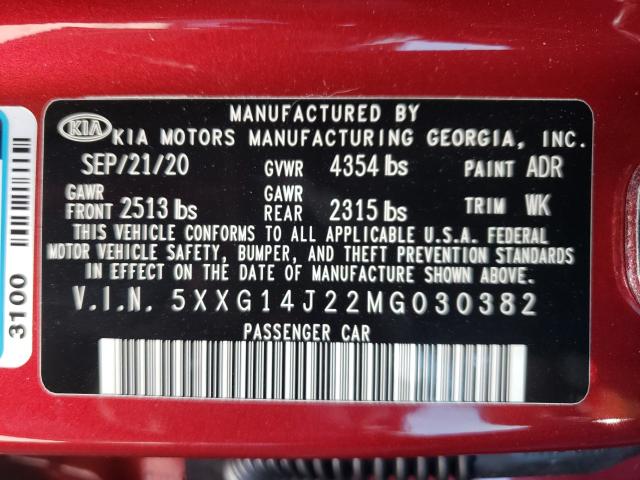 MANUFACTURED BY
KIA KIA MOTORS MANUFACTURING GEORGIA, INC.
SEP/21/20 GVWR 4354 lbs PAINT ADR
GAWR FRONT 2513 lbs GAWR REAR 2315 lbs TRIM WK
THIS VEHICLE CONFORMS TO ALL APPLICABLE U.S.A. FEDERAL
MOTOR VEHICLE SAFETY, BUMPER, AND THEFT PREVENTION STANDARDS
IN EFFECT ON THE DATE OF MANUFACTURE SHOWN ABOVE.
V.I.N. 5XXG14J22MG030382
PASSENGER CAR
3100